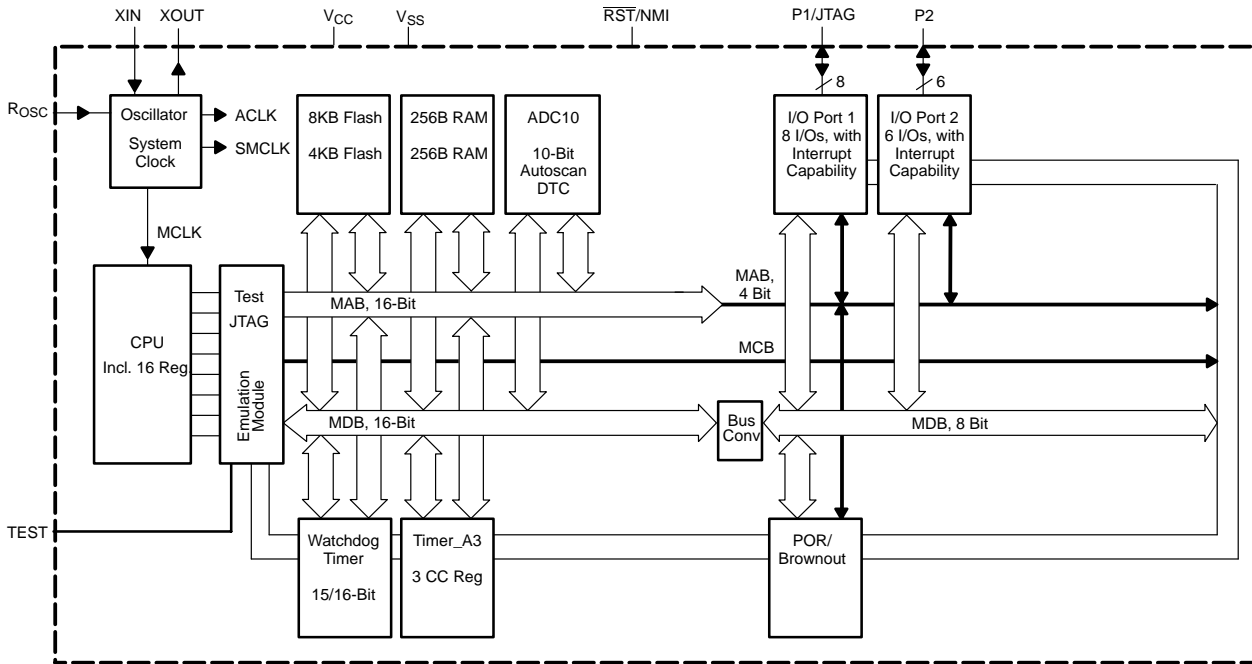 XIN
XOUT
VCC
VSS
RST/NMI
P1/JTAG
P2
8
6
ROSC
Oscillator
System
Clock
ACLK
SMCLK
8KB Flash
4KB Flash
256B RAM
256B RAM
ADC10
10-Bit
Autoscan
DTC
I/O Port 1
8 I/Os, with
Interrupt
Capability
I/O Port 2
6 I/Os, with
Interrupt
Capability
MCLK
CPU
Incl. 16 Reg.
Test
JTAG
Emulation
Module
MAB, 16-Bit
MAB,
4 Bit
MCB
MDB, 16-Bit
Bus
Conv
MDB, 8 Bit
TEST
Watchdog
Timer
15/16-Bit
Timer_A3
3 CC Reg
POR/
Brownout